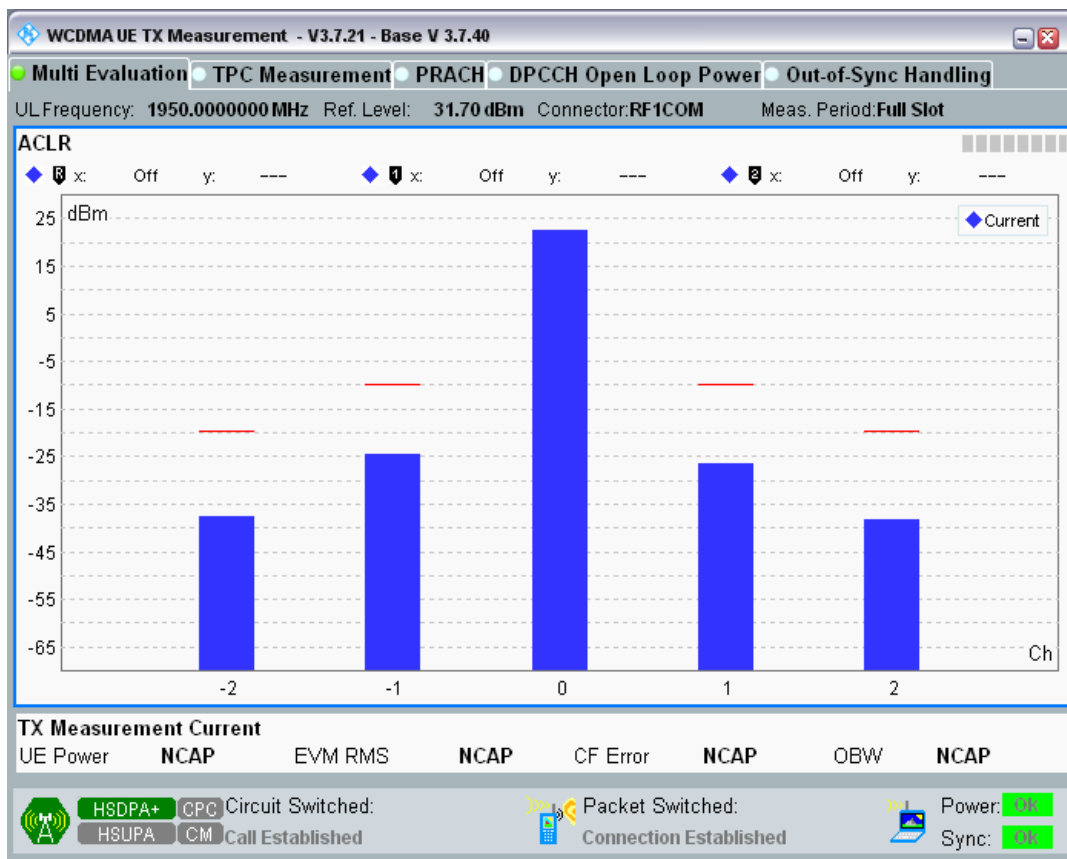 WCDMA UE TX Measurement - V3.7.21 - Base V 3.7.40
Multi Evaluation TPC Measurement PRACH DPCCH Open Loop Power Out-of-Sync Handling
UL Frequency: 1950.0000000 MHz Ref. Level: 31.70 dBm Connector:RF1COM Meas. Period:Full Slot
ACLR
R x: Off y: --- 1 x: Off y: --- 2 x: Off y: ---
dBm
Current
25
15
5
-5
-15
-25
-35
-45
-55
-65
Ch
-2 -1 0 1 2
TX Measurement Current
UE Power NCAP EVM RMS NCAP CF Error NCAP OBW NCAP
HSDPA+ CPC Circuit Switched: Packet Switched: Power: OK
HSUPA CM Call Established Connection Established Sync: OK